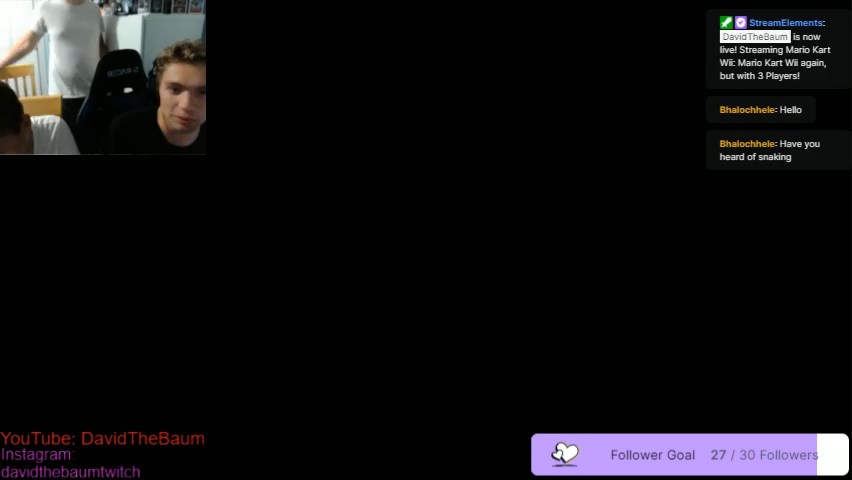 StreamElements:
DavidTheBaum is now
live! Streaming Mario Kart
Wii: Mario Kart Wii again,
but with 3 Players!
Bhalochhele: Hello
Bhalochhele: Have you
heard of snaking
YouTube: DavidTheBaum
Instagram:
davidthebaumtwitch
Follower Goal 27 / 30 Followers